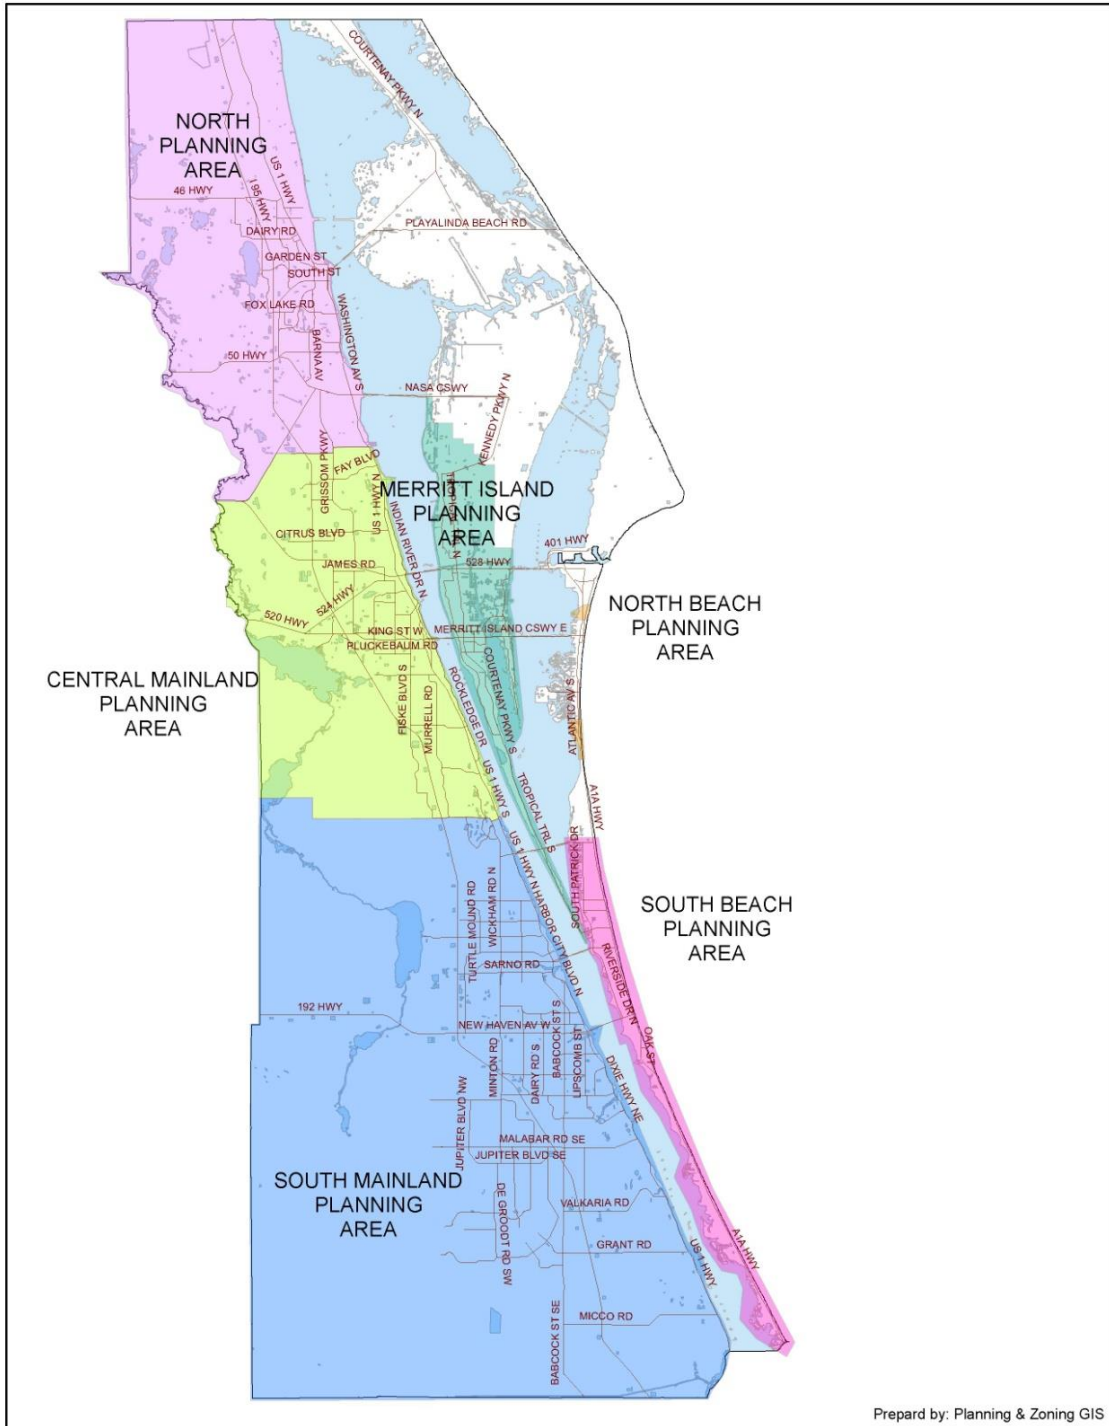 COURTENAY PKWY N
NORTH
PLANNING
AREA
US 1 HWY
I 95 HWY
46 HWY
PLAYALINDA BEACH RD
DAIRY RD
GARDEN ST
SOUTH ST
FOX LAKE RD
WASHINGTON AV S
BARNA AV
50 HWY
NASA CSWY
KENNEDY PKWY N
GRISSOM PKWY
FAY BLVD
US 1 HWY N
MERRITT ISLAND
PLANNING
AREA
INDIAN RIVER DR N
CITRUS BLVD
401 HWY
JAMES RD
528 HWY
524 HWY
520 HWY
NORTH BEACH
PLANNING
AREA
KING ST W
MERRITT ISLAND CSWY E
PLUCKEBAUM RD
CENTRAL MAINLAND
PLANNING
AREA
FISKE BLVD S
MURRELL RD
ROCKLEDGE DR
COURTENAY PKWY S
ATLANTIC AV S
US 1 HWY S
TROPICAL TRL S
A1A HWY
US 1 HWY N
HARBOR CITY BLVD N
SOUTH PATRICK DR
SOUTH BEACH
PLANNING
AREA
TURTLE MOUND RD
WICKHAM RD N
SARNO RD
RIVERSIDE DR N
192 HWY
NEW HAVEN AV W
BABCOCK ST S
OAK ST
MINTON RD
DAIRY RD S
LIPSCOMB ST
DIXIE HWY NE
JUPITER BLVD NW
MALABAR RD SE
JUPITER BLVD SE
SOUTH MAINLAND
PLANNING
AREA
DE GROODT RD SW
VALKARIA RD
GRANT RD
US 1 HWY
A1A HWY
MICCO RD
BABCOCK ST SE
Prepard by: Planning & Zoning GIS